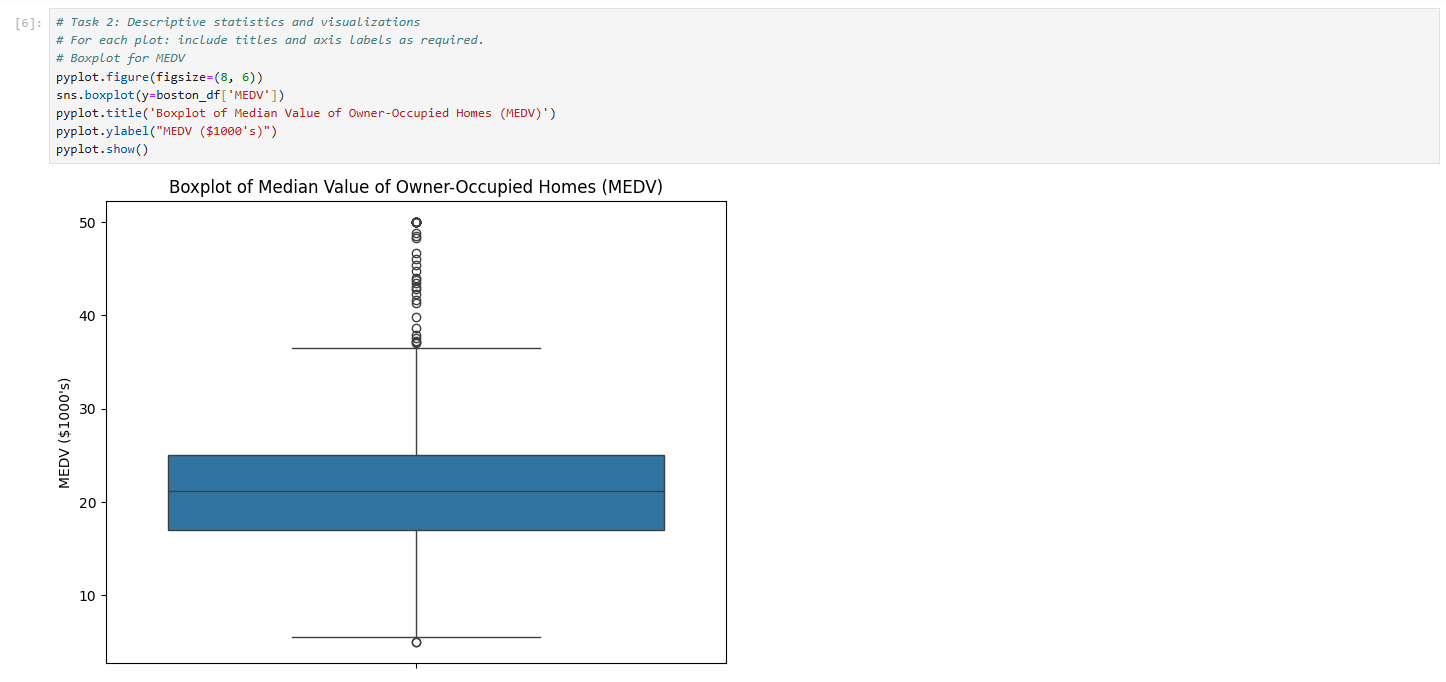 [6]:
# Task 2: Descriptive statistics and visualizations
# For each plot: include titles and axis labels as required.
# Boxplot for MEDV
pyplot.figure(figsize=(8, 6))
sns.boxplot(y=boston_df['MEDV'])
pyplot.title('Boxplot of Median Value of Owner-Occupied Homes (MEDV)')
pyplot.ylabel("MEDV ($1000's)")
pyplot.show()
Boxplot of Median Value of Owner-Occupied Homes (MEDV)
50
40
30
20
10
MEDV ($1000's)